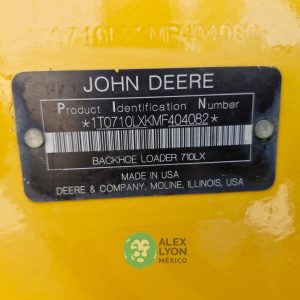 JOHN DEERE
Product Identification Number
*1T0710LXKMF404082*
BACKHOE LOADER 710LX
MADE IN USA
DEERE & COMPANY, MOLINE, ILLINOIS, USA
ALEX
LYON
MÉXICO